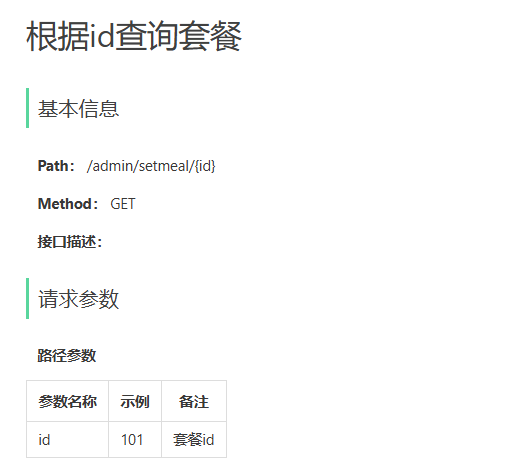 根据id查询套餐
基本信息
Path： /admin/setmeal/{id}
Method： GET
接口描述：
请求参数
路径参数
参数名称 示例 备注
id 101 套餐id